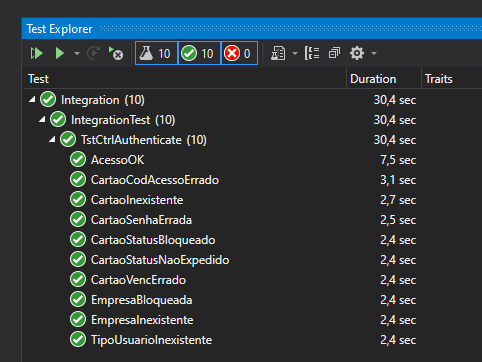 Test Explorer
10 10 0
Test Duration Traits
Integration (10) 30,4 sec
IntegrationTest (10) 30,4 sec
TstCtrlAuthenticate (10) 30,4 sec
AcessoOK 7,5 sec
CartaoCodAcessoErrado 3,1 sec
CartaoInexistente 2,7 sec
CartaoSenhaErrada 2,5 sec
CartaoStatusBloqueado 2,4 sec
CartaoStatusNaoExpedido 2,4 sec
CartaoVencErrado 2,4 sec
EmpresaBloqueada 2,4 sec
EmpresaInexistente 2,4 sec
TipoUsuarioInexistente 2,4 sec